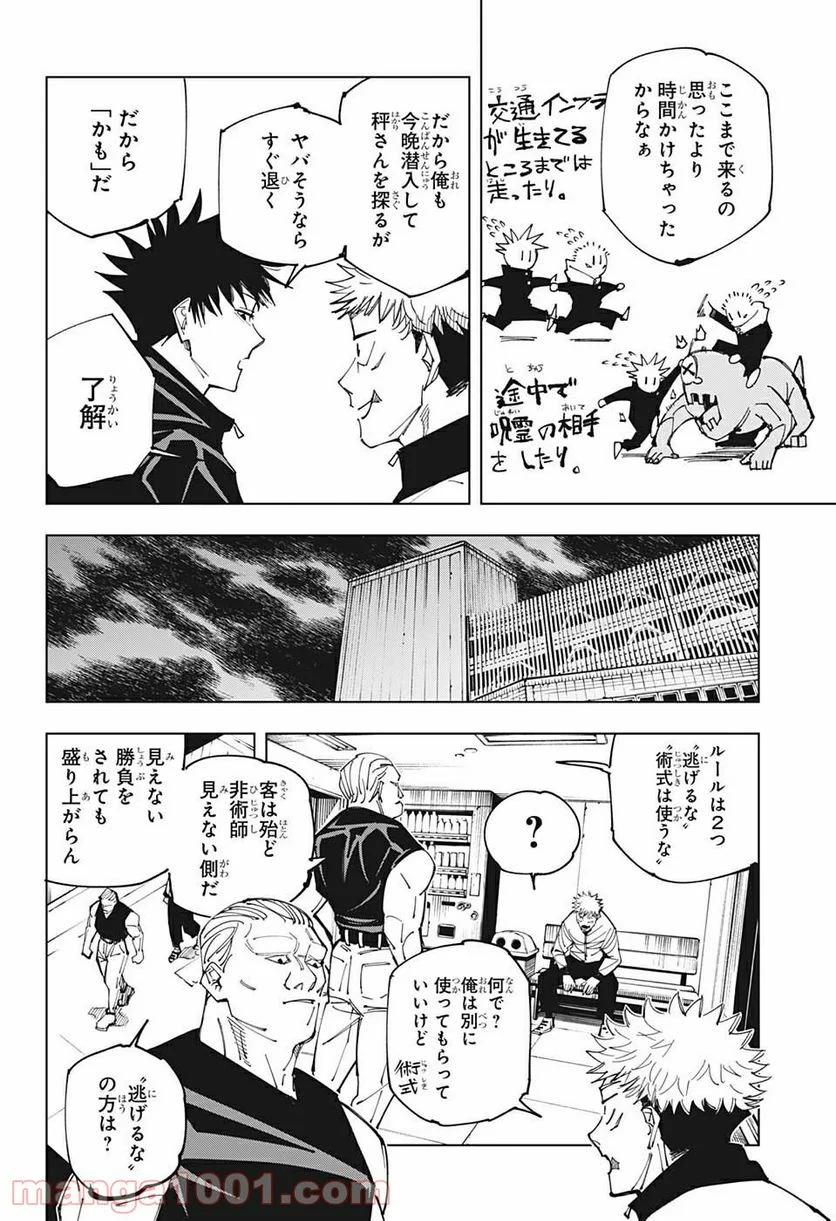 ここまで来るの
思ったより
時間かけちゃった
からなぁ
交通インフラ
が生きてる
ところまでは
走ったり。
途中で
呪霊の相手
をしたり。
だから俺も
今晩潜入して
秤さんを探るが
ヤバそうなら
すぐ退く
だから
「かも」だ
了解
ルールは2つ
〝逃げるな〟
〝術式は使うな〟
?
客は殆ど
非術師
見えない側だ
見えない
勝負を
されても
盛り上がらん
何で?
俺は別に
使ってもらって
いいけど
術式
〝逃げるな〟
の方は?
manga1001.com